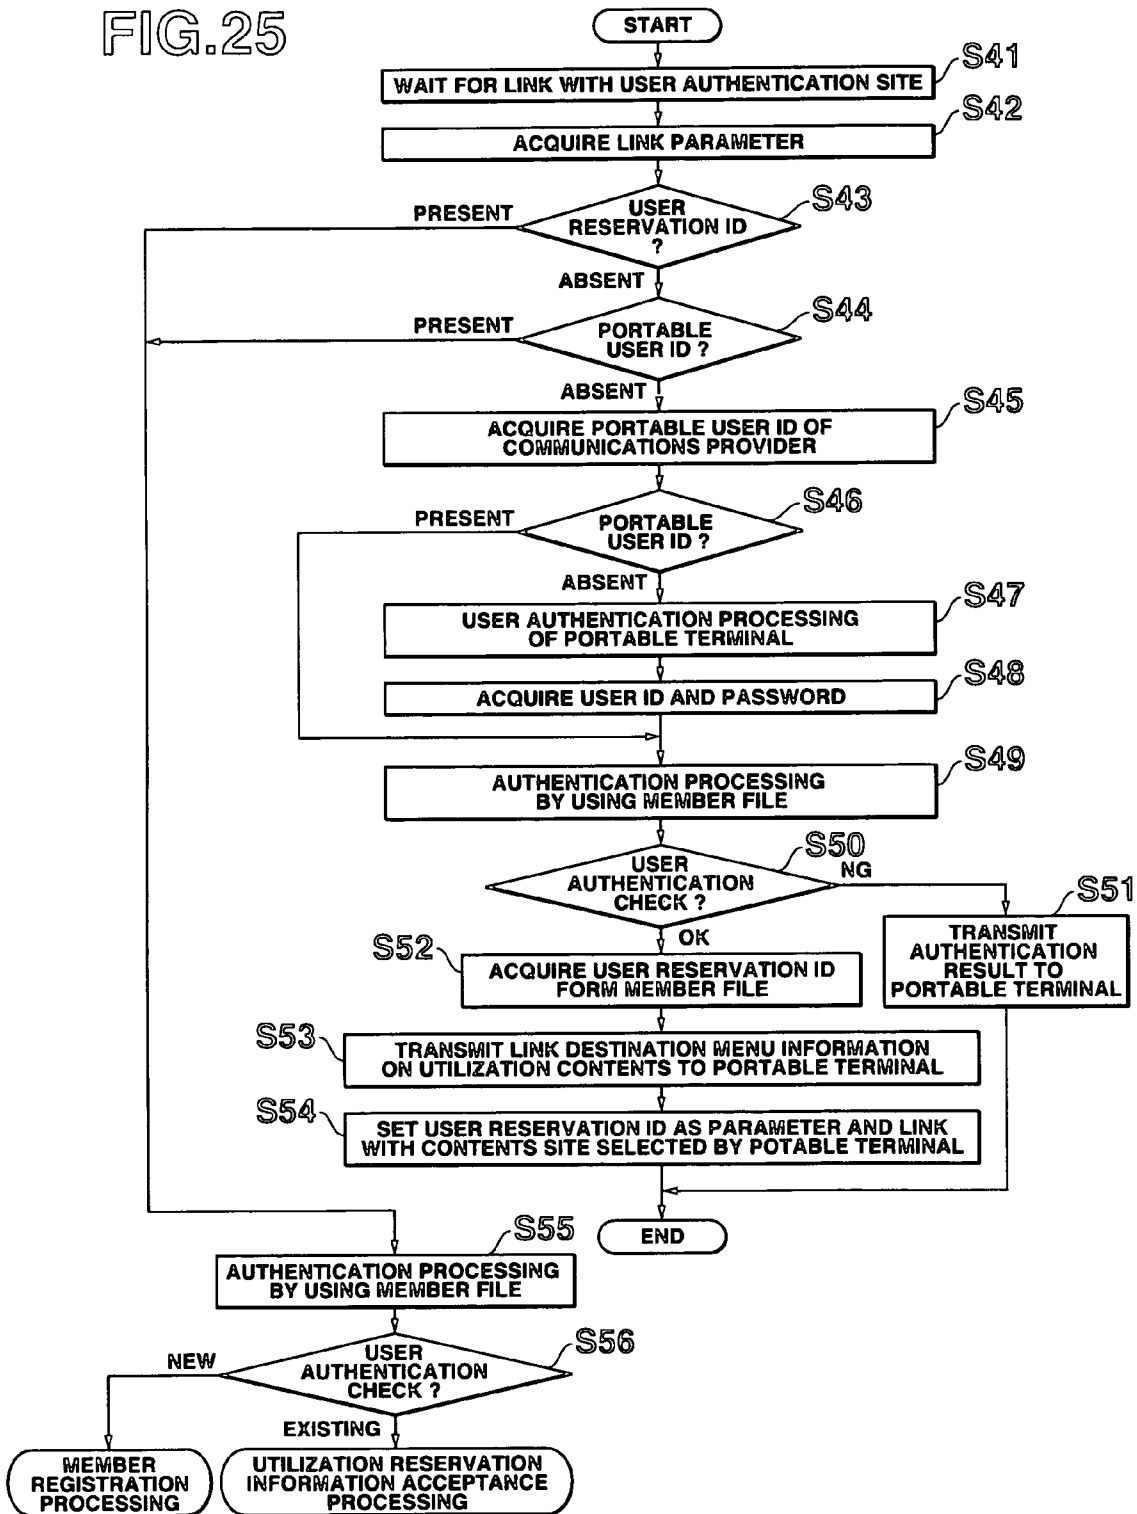 FIG.25
START
S41
WAIT FOR LINK WITH USER AUTHENTICATION SITE
S42
ACQUIRE LINK PARAMETER
S43
PRESENT
USER
RESERVATION ID
?
ABSENT
S44
PRESENT
PORTABLE
USER ID ?
ABSENT
S45
ACQUIRE PORTABLE USER ID OF
COMMUNICATIONS PROVIDER
S46
PRESENT
PORTABLE
USER ID ?
ABSENT
S47
USER AUTHENTICATION PROCESSING
OF PORTABLE TERMINAL
S48
ACQUIRE USER ID AND PASSWORD
S49
AUTHENTICATION PROCESSING
BY USING MEMBER FILE
S50
USER
AUTHENTICATION
CHECK ?
NG
S51
TRANSMIT
AUTHENTICATION
RESULT TO
PORTABLE TERMINAL
OK
S52
ACQUIRE USER RESERVATION ID
FORM MEMBER FILE
S53
TRANSMIT LINK DESTINATION MENU INFORMATION
ON UTILIZATION CONTENTS TO PORTABLE TERMINAL
S54
SET USER RESERVATION ID AS PARAMETER AND LINK
WITH CONTENTS SITE SELECTED BY POTABLE TERMINAL
END
S55
AUTHENTICATION PROCESSING
BY USING MEMBER FILE
S56
NEW
USER
AUTHENTICATION
CHECK ?
EXISTING
MEMBER
REGISTRATION
PROCESSING
UTILIZATION RESERVATION
INFORMATION ACCEPTANCE
PROCESSING